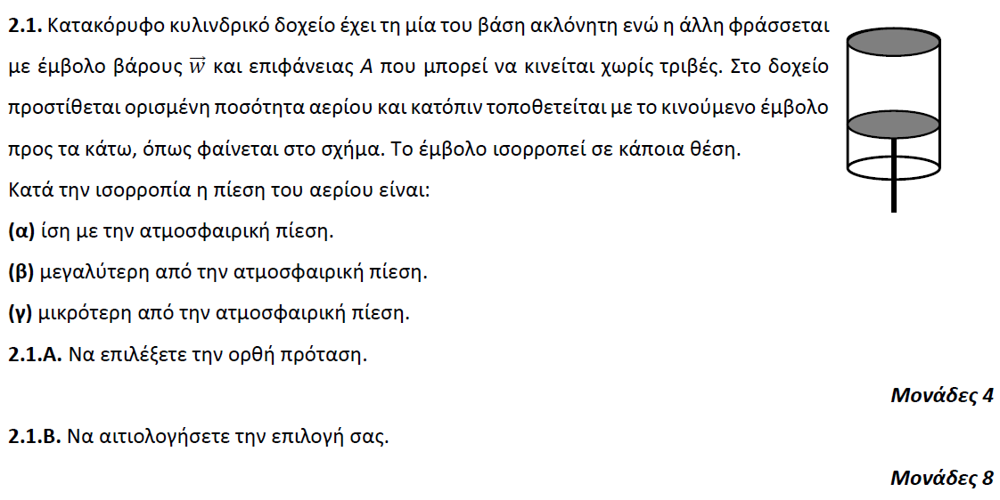 2.1. Κατακόρυφο κυλινδρικό δοχείο έχει τη μία του βάση ακλόνητη ενώ η άλλη φράσσεται
με έμβολο βάρους w⃗ και επιφάνειας A που μπορεί να κινείται χωρίς τριβές. Στο δοχείο
προστίθεται ορισμένη ποσότητα αερίου και κατόπιν τοποθετείται με το κινούμενο έμβολο
προς τα κάτω, όπως φαίνεται στο σχήμα. Το έμβολο ισορροπεί σε κάποια θέση.
Κατά την ισορροπία η πίεση του αερίου είναι:
(α) ίση με την ατμοσφαιρική πίεση.
(β) μεγαλύτερη από την ατμοσφαιρική πίεση.
(γ) μικρότερη από την ατμοσφαιρική πίεση.
2.1.Α. Να επιλέξετε την ορθή πρόταση.
Μονάδες 4
2.1.Β. Να αιτιολογήσετε την επιλογή σας.
Μονάδες 8